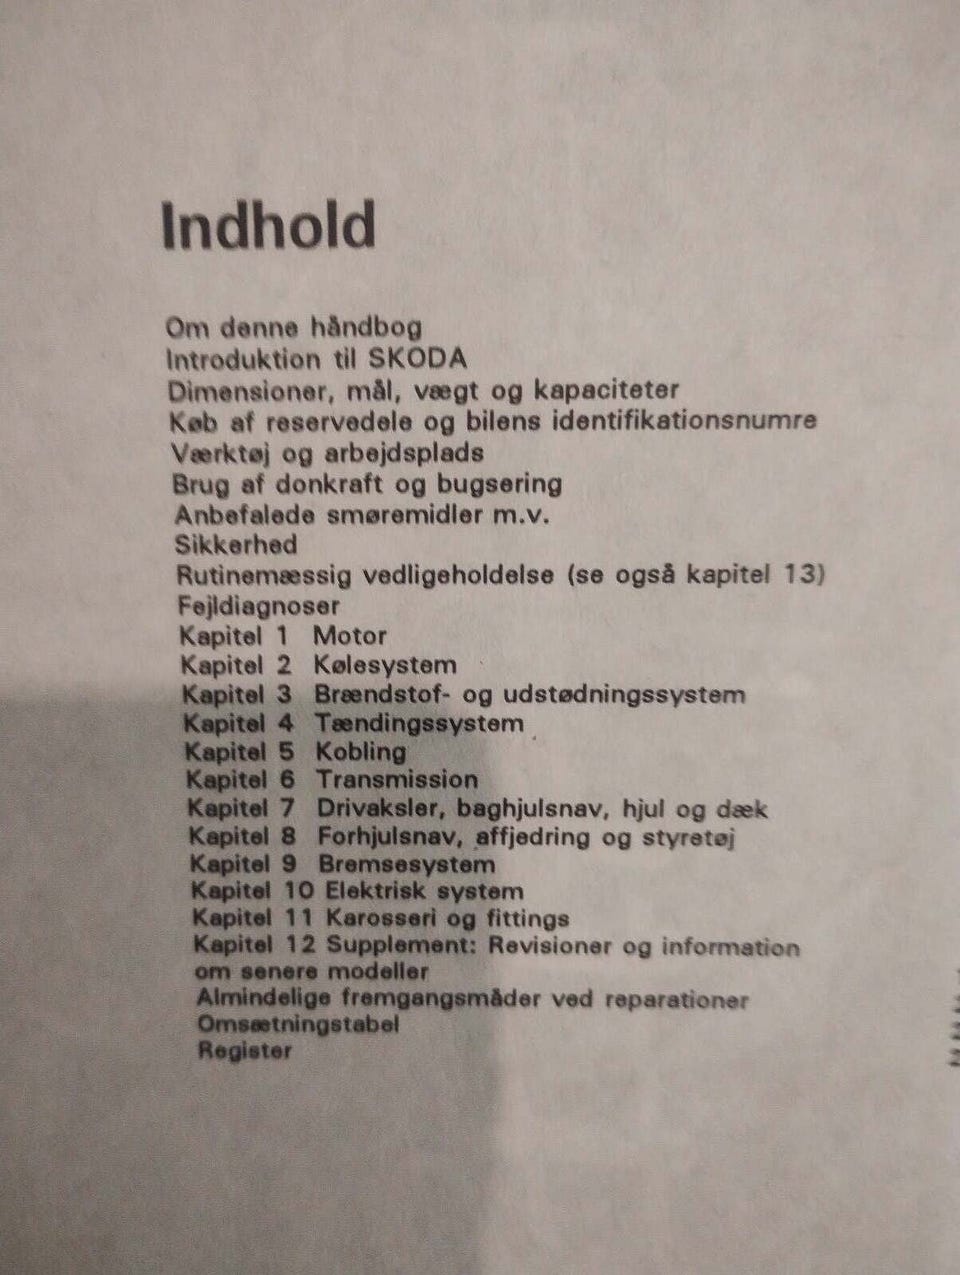 Indhold
Om denne håndbog
Introduktion til SKODA
Dimensioner, mål, vægt og kapaciteter
Køb af reservedele og bilens identifikationsnumre
Værktøj og arbejdsplads
Brug af donkraft og bugsering
Anbefalede smøremidler m.v.
Sikkerhed
Rutinemæssig vedligeholdelse (se også kapitel 13)
Fejldiagnoser
Kapitel 1 Motor
Kapitel 2 Kølesystem
Kapitel 3 Brændstof- og udstødningssystem
Kapitel 4 Tændingssystem
Kapitel 5 Kobling
Kapitel 6 Transmission
Kapitel 7 Drivaksler, baghjulsnav, hjul og dæk
Kapitel 8 Forhjulsnav, affjedring og styretøj
Kapitel 9 Bremsesystem
Kapitel 10 Elektrisk system
Kapitel 11 Karosseri og fittings
Kapitel 12 Supplement: Revisioner og information
om senere modeller
Almindelige fremgangsmåder ved reparationer
Omsætningstabel
Register